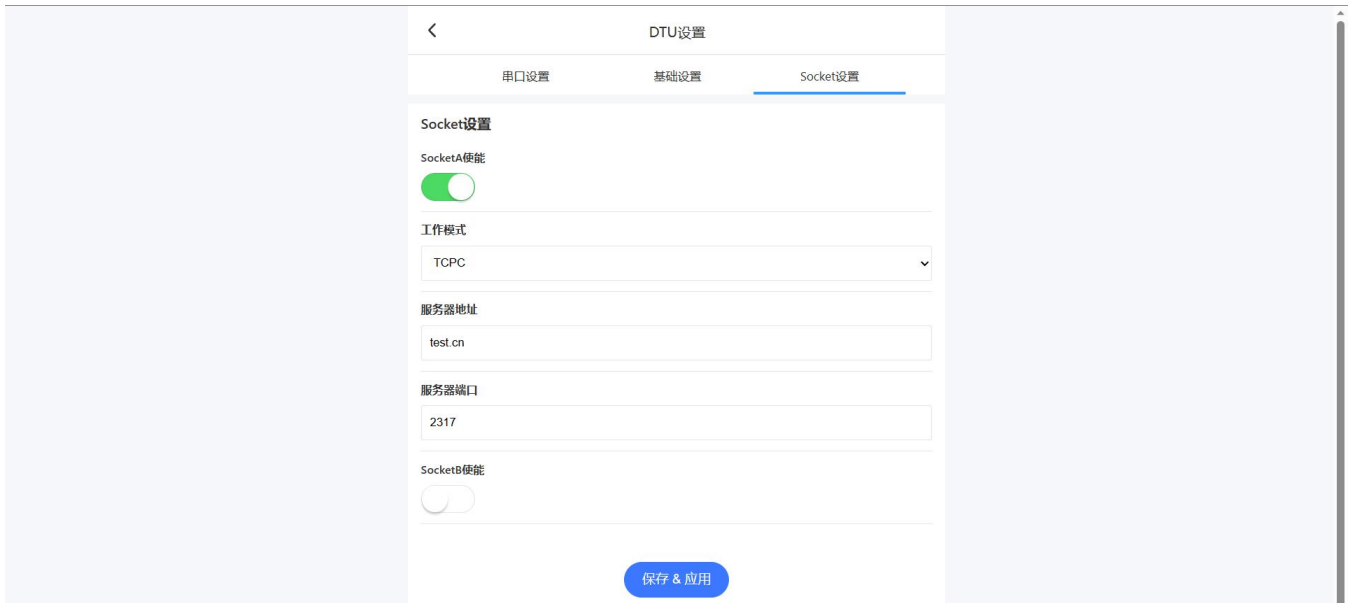 DTU设置
串口设置 基础设置 Socket设置
Socket设置
SocketA使能
工作模式
TCPC
服务器地址
test.cn
服务器端口
2317
SocketB使能
保存 & 应用